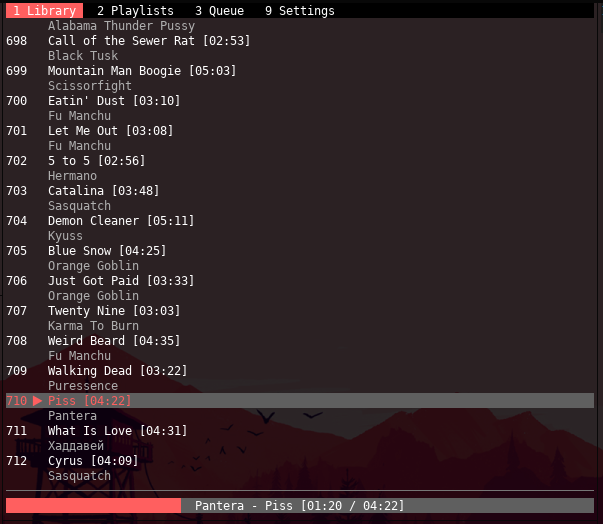 1 Library 2 Playlists 3 Queue 9 Settings
Alabama Thunder Pussy
698 Call of the Sewer Rat [02:53]
Black Tusk
699 Mountain Man Boogie [05:03]
Scissorfight
700 Eatin' Dust [03:10]
Fu Manchu
701 Let Me Out [03:08]
Fu Manchu
702 5 to 5 [02:56]
Hermano
703 Catalina [03:48]
Sasquatch
704 Demon Cleaner [05:11]
Kyuss
705 Blue Snow [04:25]
Orange Goblin
706 Just Got Paid [03:33]
Orange Goblin
707 Twenty Nine [03:03]
Karma To Burn
708 Weird Beard [04:35]
Fu Manchu
709 Walking Dead [03:22]
Puressence
710 ▶ Piss [04:22]
Pantera
711 What Is Love [04:31]
Хаддавей
712 Cyrus [04:09]
Sasquatch
Pantera - Piss [01:20 / 04:22]